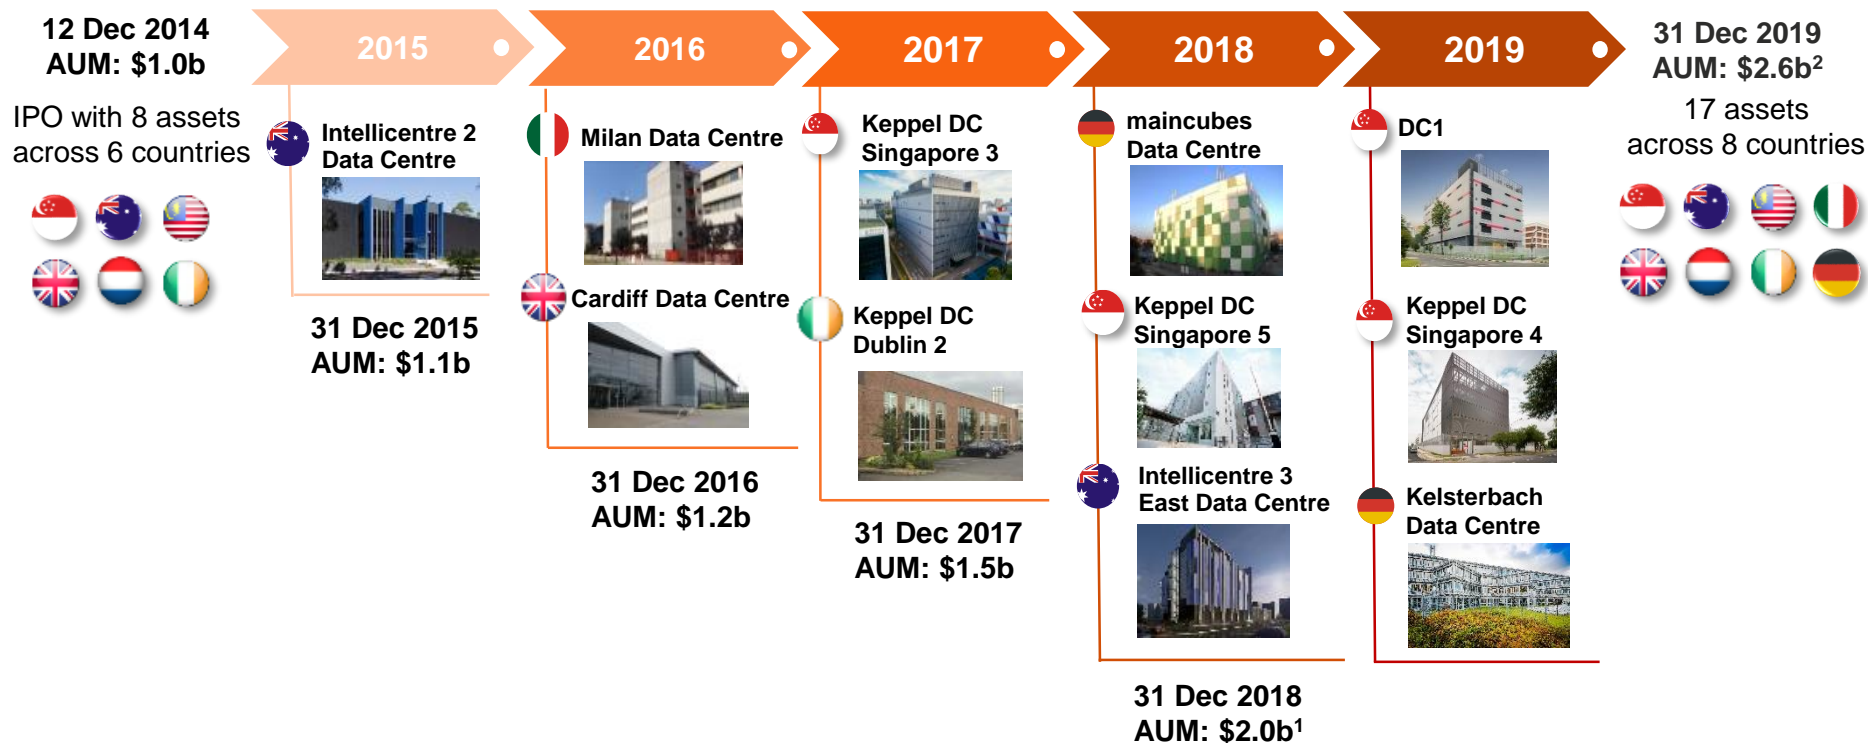 12 Dec 2014
AUM: $1.0b
IPO with 8 assets
across 6 countries
2015
Intellicentre 2
Data Centre
31 Dec 2015
AUM: $1.1b
2016
Milan Data Centre
Cardiff Data Centre
31 Dec 2016
AUM: $1.2b
2017
Keppel DC
Singapore 3
Keppel DC
Dublin 2
31 Dec 2017
AUM: $1.5b
2018
maincubes
Data Centre
Keppel DC
Singapore 5
Intellicentre 3
East Data Centre
31 Dec 2018
AUM: $2.0b¹
2019
DC1
Keppel DC
Singapore 4
Kelsterbach
Data Centre
31 Dec 2019
AUM: $2.6b²
17 assets
across 8 countries